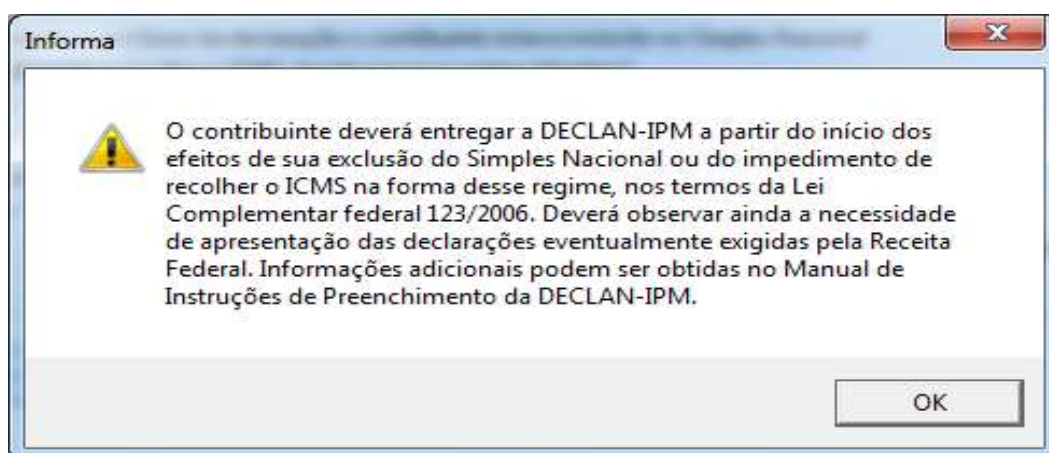 Informa
O contribuinte deverá entregar a DECLAN-IPM a partir do início dos
efeitos de sua exclusão do Simples Nacional ou do impedimento de
recolher o ICMS na forma desse regime, nos termos da Lei
Complementar federal 123/2006. Deverá observar ainda a necessidade
de apresentação das declarações eventualmente exigidas pela Receita
Federal. Informações adicionais podem ser obtidas no Manual de
Instruções de Preenchimento da DECLAN-IPM.
OK